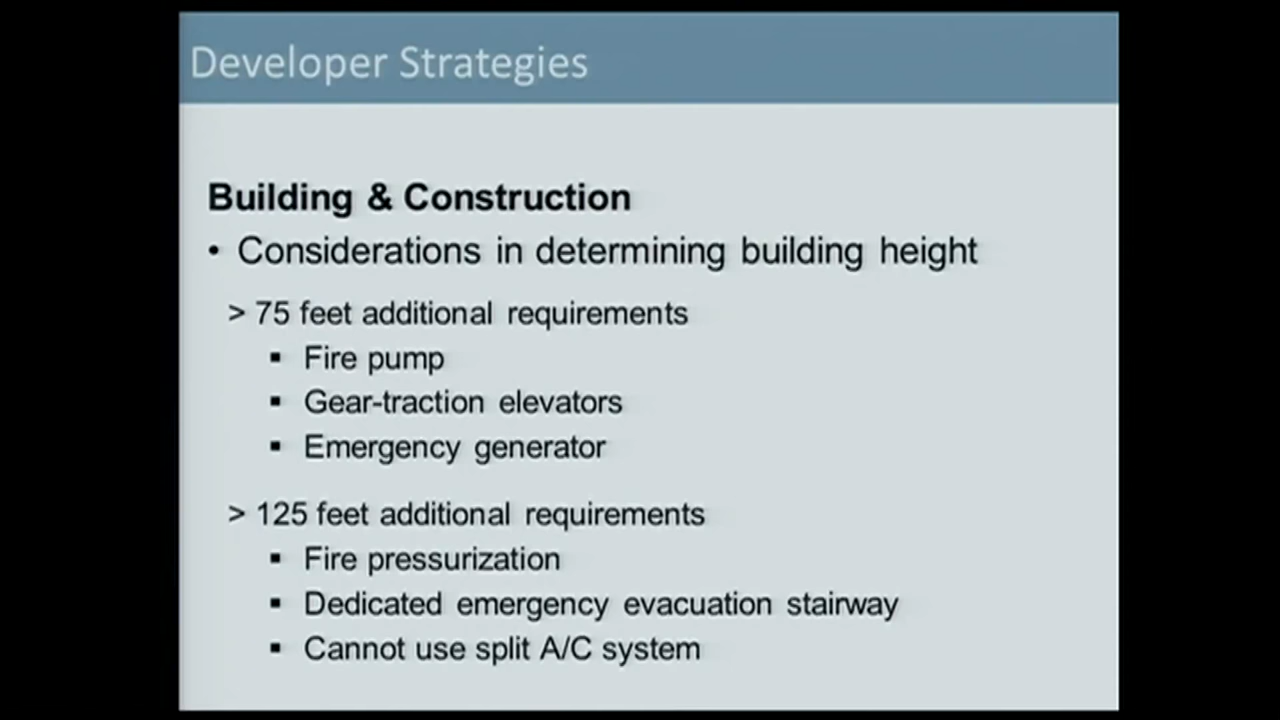 Developer Strategies
Building & Construction
• Considerations in determining building height
> 75 feet additional requirements
▪ Fire pump
▪ Gear-traction elevators
▪ Emergency generator
> 125 feet additional requirements
▪ Fire pressurization
▪ Dedicated emergency evacuation stairway
▪ Cannot use split A/C system